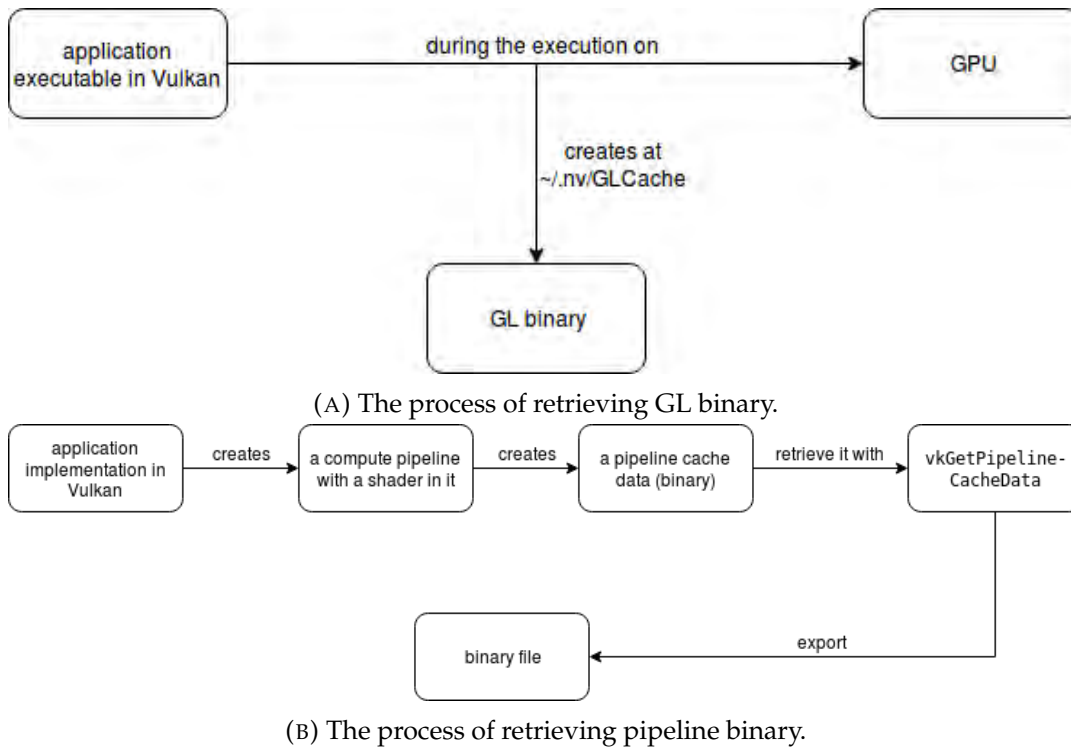 application
executable in Vulkan
during the execution on
GPU
creates at
~/.nv/GLCache
GL binary
(A) The process of retrieving GL binary.
application
implementation in
Vulkan
creates
a compute pipeline
with a shader in it
creates
a pipeline cache
data (binary)
retrieve it with
vkGetPipeline-
CacheData
export
binary file
(B) The process of retrieving pipeline binary.